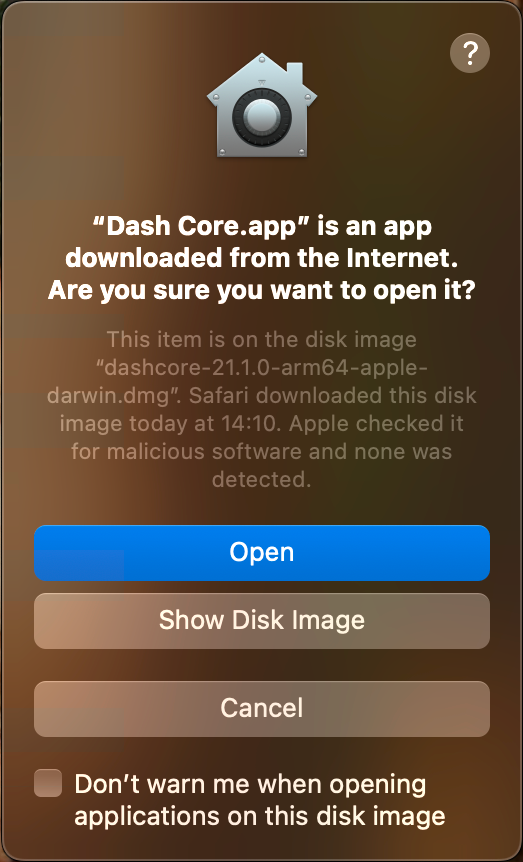 ?
“Dash Core.app” is an app
downloaded from the Internet.
Are you sure you want to open it?
This item is on the disk image
“dashcore-21.1.0-arm64-apple-
darwin.dmg”. Safari downloaded this disk
image today at 14:10. Apple checked it
for malicious software and none was
detected.
Open
Show Disk Image
Cancel
Don’t warn me when opening
applications on this disk image